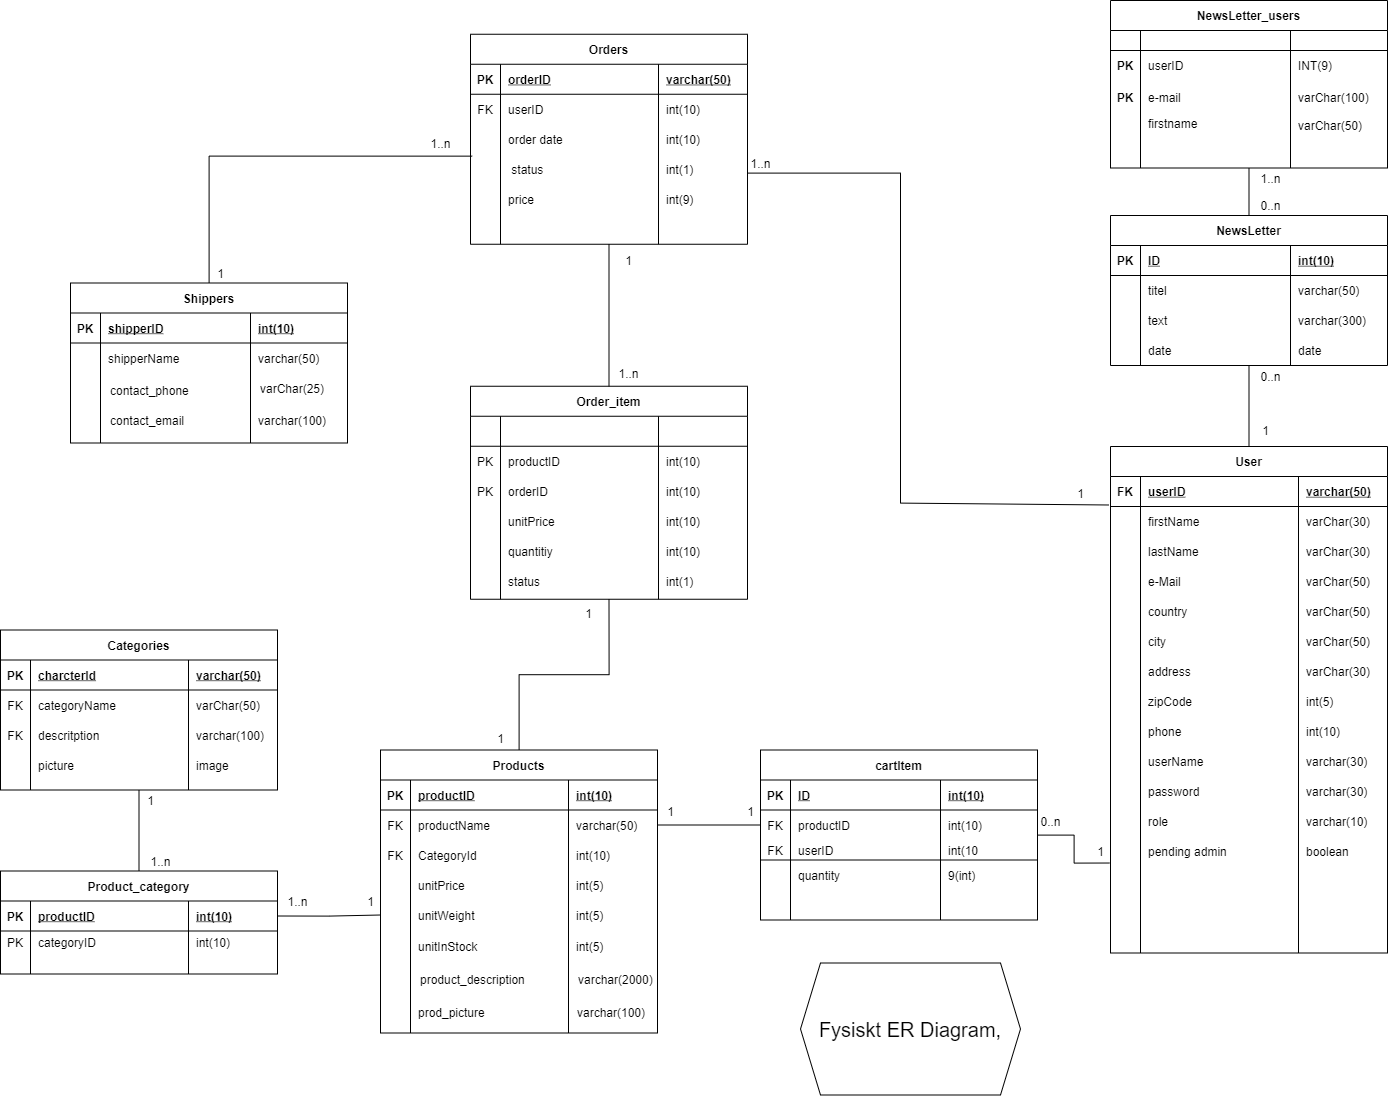 NewsLetter_users
PK userID INT(9)
PK e-mail varChar(100)
firstname varChar(50)
1..n
0..n
NewsLetter
PK ID int(10)
titel varchar(50)
text varchar(300)
date date
0..n
1
Orders
PK orderID varchar(50)
FK userID int(10)
order date int(10)
status int(1)
price int(9)
1..n
1..n
1
1
Shippers
PK shipperID int(10)
shipperName varchar(50)
contact_phone varChar(25)
contact_email varchar(100)
1..n
Order_item
PK productID int(10)
PK orderID int(10)
unitPrice int(10)
quantitiy int(10)
status int(1)
1
1
1
User
FK userID varchar(50)
firstName varChar(30)
lastName varChar(30)
e-Mail varChar(50)
country varChar(50)
city varChar(50)
address varChar(30)
zipCode int(5)
phone int(10)
userName varchar(30)
password varchar(30)
role varchar(10)
pending admin boolean
Categories
PK charcterId varchar(50)
FK categoryName varChar(50)
FK descritption varchar(100)
picture image
1
1..n
Product_category
PK productID int(10)
PK categoryID int(10)
1..n
1
Products
PK productID int(10)
FK productName varchar(50)
FK CategoryId int(10)
unitPrice int(5)
unitWeight int(5)
unitInStock int(5)
product_description varchar(2000)
prod_picture varchar(100)
1
1
cartItem
PK ID int(10)
FK productID int(10)
FK userID int(10
quantity 9(int)
0..n
1
Fysiskt ER Diagram,